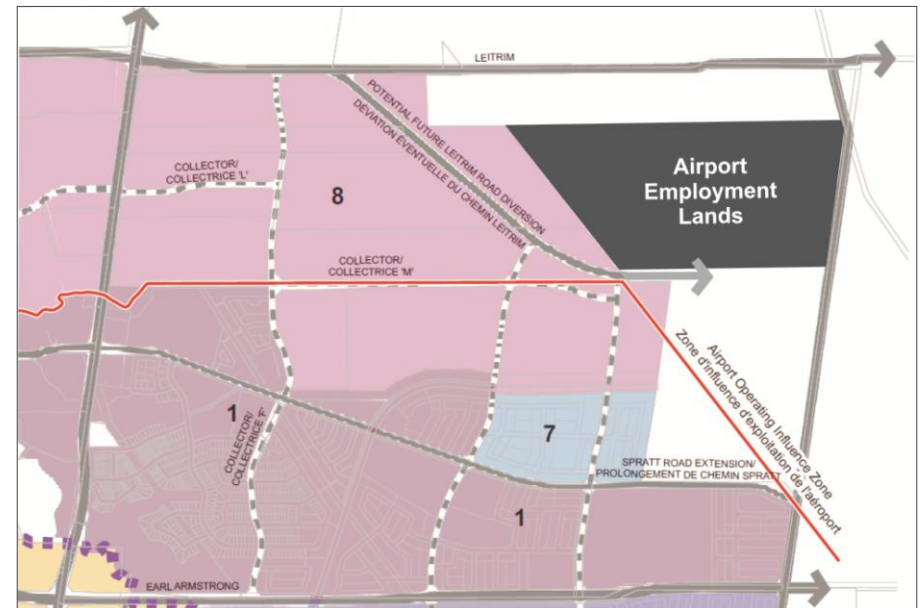 LEITRIM
POTENTIAL FUTURE LEITRIM ROAD DIVERSION
DÉVIATION ÉVENTUELLE DU CHEMIN LEITRIM
Airport
Employment
Lands
COLLECTOR/
COLLECTRICE 'L'
8
COLLECTOR/
COLLECTRICE 'M'
Airport Operating Influence Zone
Zone d'influence d'exploitation de l'aéroport
1
COLLECTOR/
COLLECTRICE 'F'
7
SPRATT ROAD EXTENSION/
PROLONGEMENT DE CHEMIN SPRATT
1
EARL ARMSTRONG